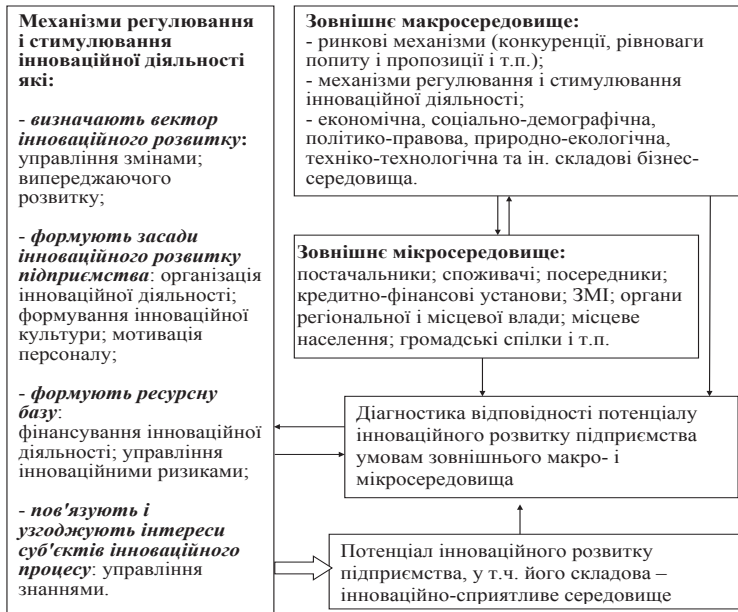 Механізми регулювання
і стимулювання
інноваційної діяльності
які:
- визначають вектор
інноваційного розвитку:
управління змінами;
випереджаючого
розвитку;
- формують засади
інноваційного розвитку
підприємства: організація
інноваційної діяльності;
формування інноваційної
культури; мотивація
персоналу;
- формують ресурсну
базу:
фінансування інноваційної
діяльності; управління
інноваційними ризиками;
- пов'язують і
узгоджують інтереси
суб'єктів інноваційного
процесу: управління
знаннями.
Зовнішнє макросередовище:
- ринкові механізми (конкуренції, рівноваги
попиту і пропозиції і т.п.);
- механізми регулювання і стимулювання
інноваційної діяльності;
- економічна, соціально-демографічна,
політико-правова, природно-екологічна,
техніко-технологічна та ін. складові бізнес-
середовища.
Зовнішнє мікросередовище:
постачальники; споживачі; посередники;
кредитно-фінансові установи; ЗМІ; органи
регіональної і місцевої влади; місцеве
населення; громадські спілки і т.п.
Діагностика відповідності потенціалу
інноваційного розвитку підприємства
умовам зовнішнього макро- і
мікросередовища
Потенціал інноваційного розвитку
підприємства, у т.ч. його складова –
інноваційно-сприятливе середовище